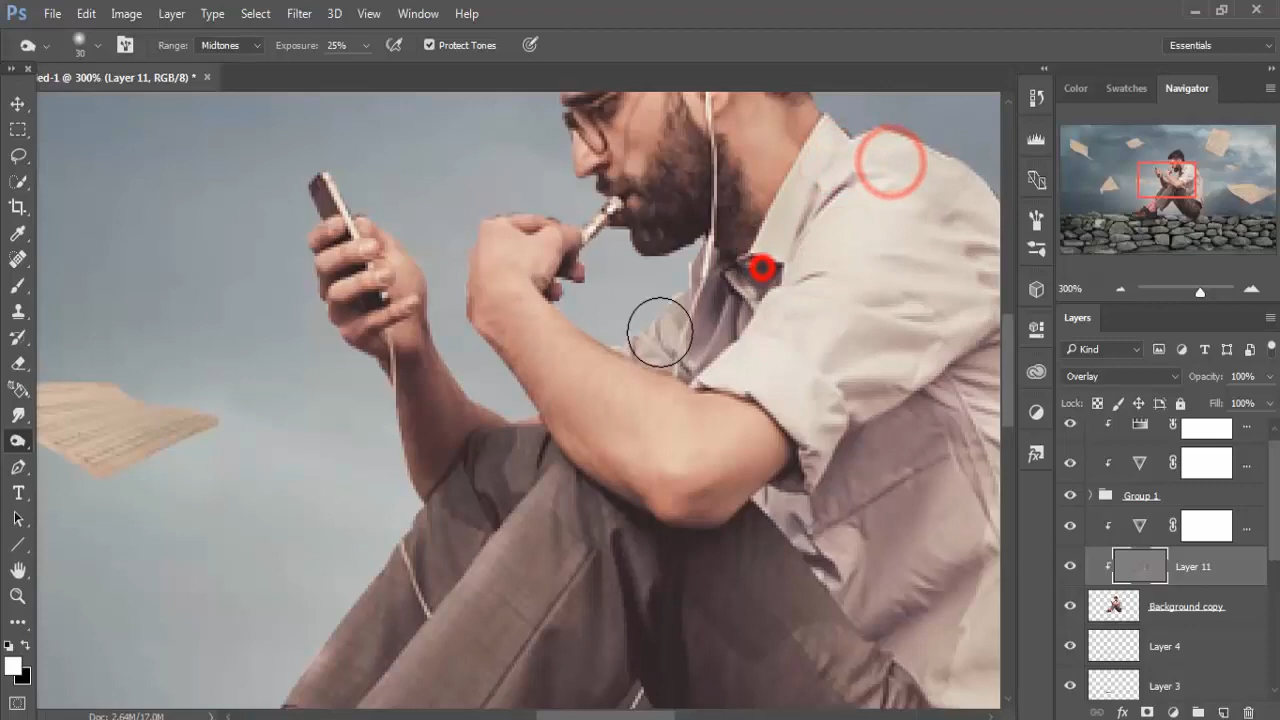 Ps File Edit Image Layer Type Select Filter 3D View Window Help
30 Range: Midtones Exposure: 25% Protect Tones Essentials
ed-1 @ 300% (Layer 11, RGB/8) * ×
Color Swatches Navigator
300%
Layers
Kind
Overlay Opacity: 100%
Lock: Fill: 100%
Group 1
Layer 11
Background copy
Layer 4
Layer 3
Doc: 2.64M/17.0M